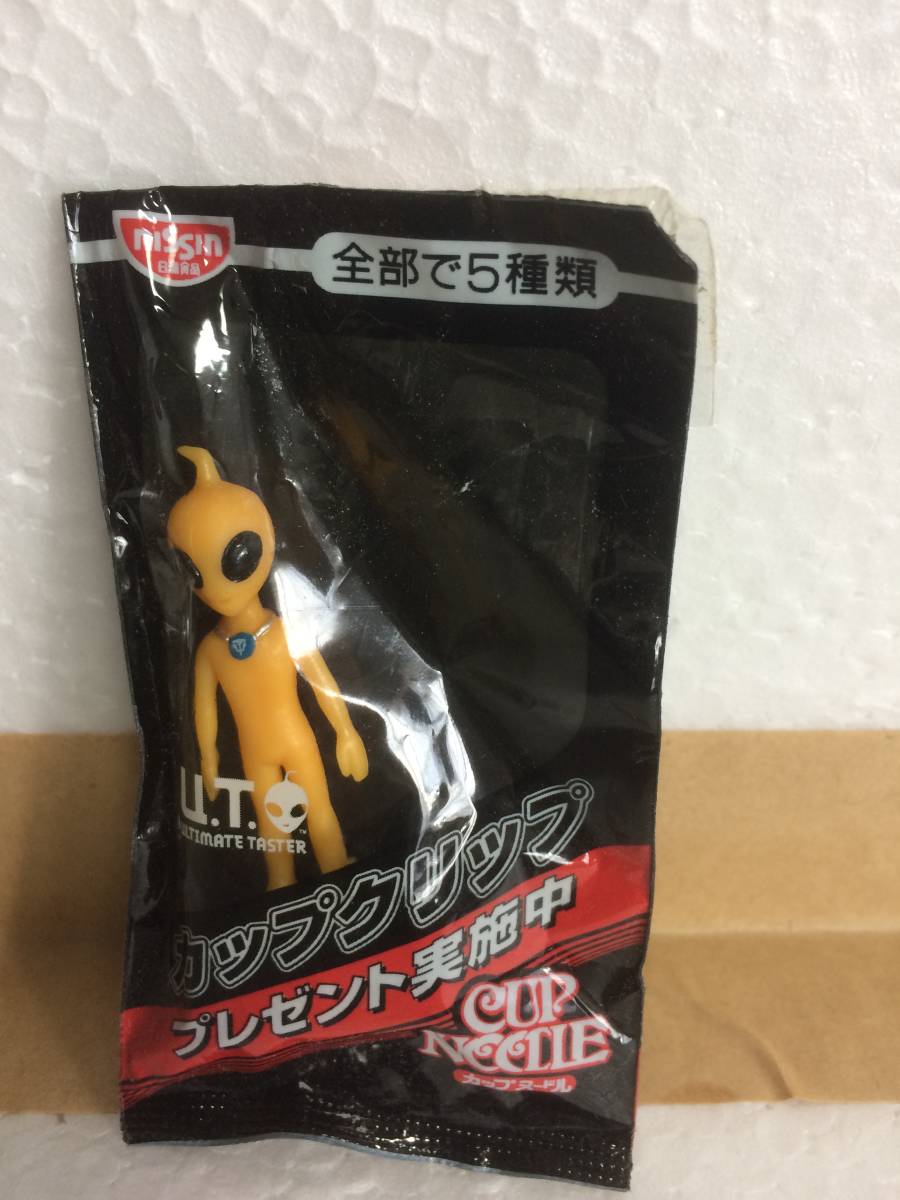 NISSIN
日清食品
全部で5種類
U.T.
ULTIMATE TASTER™
カップクリップ
プレゼント実施中
CUP
NOODLE
カップヌードル